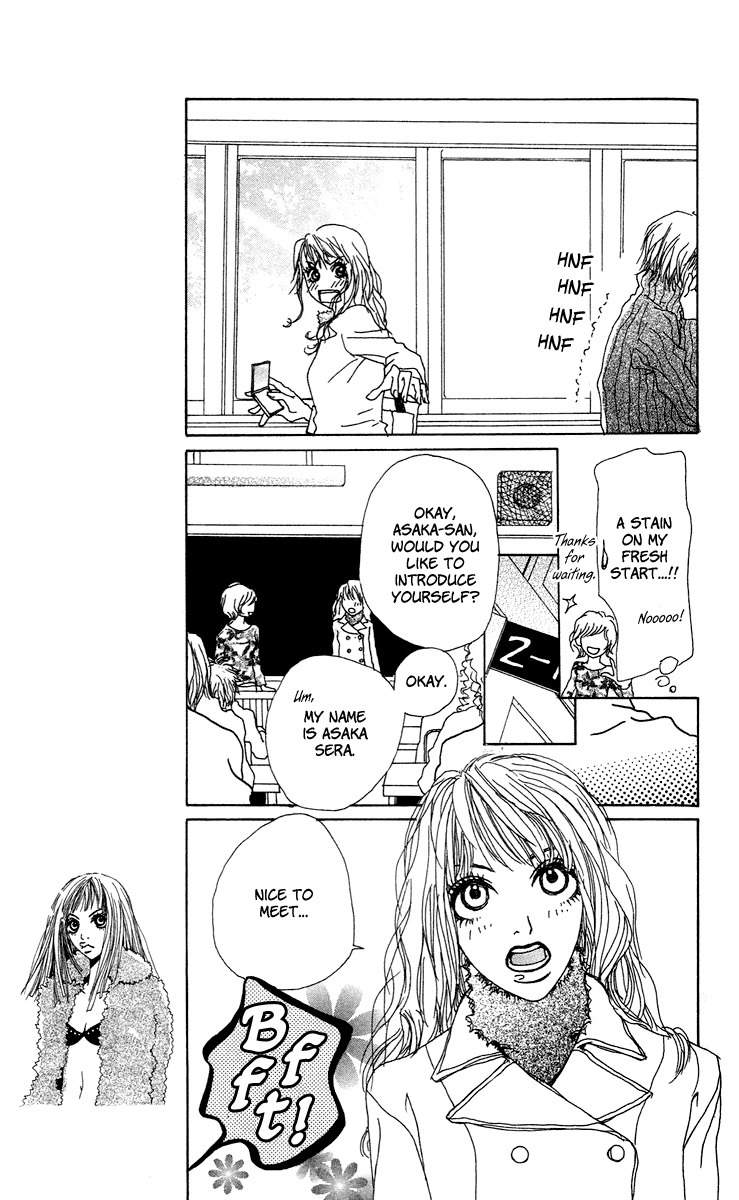 HNF
HNF
HNF
HNF
A STAIN
ON MY
FRESH
START...!!
Nooooo!
Thanks
for
waiting.
2-
OKAY,
ASAKA-SAN,
WOULD YOU
LIKE TO
INTRODUCE
YOURSELF?
OKAY.
Um,
MY NAME
IS ASAKA
SERA.
NICE TO
MEET...
Bffft!